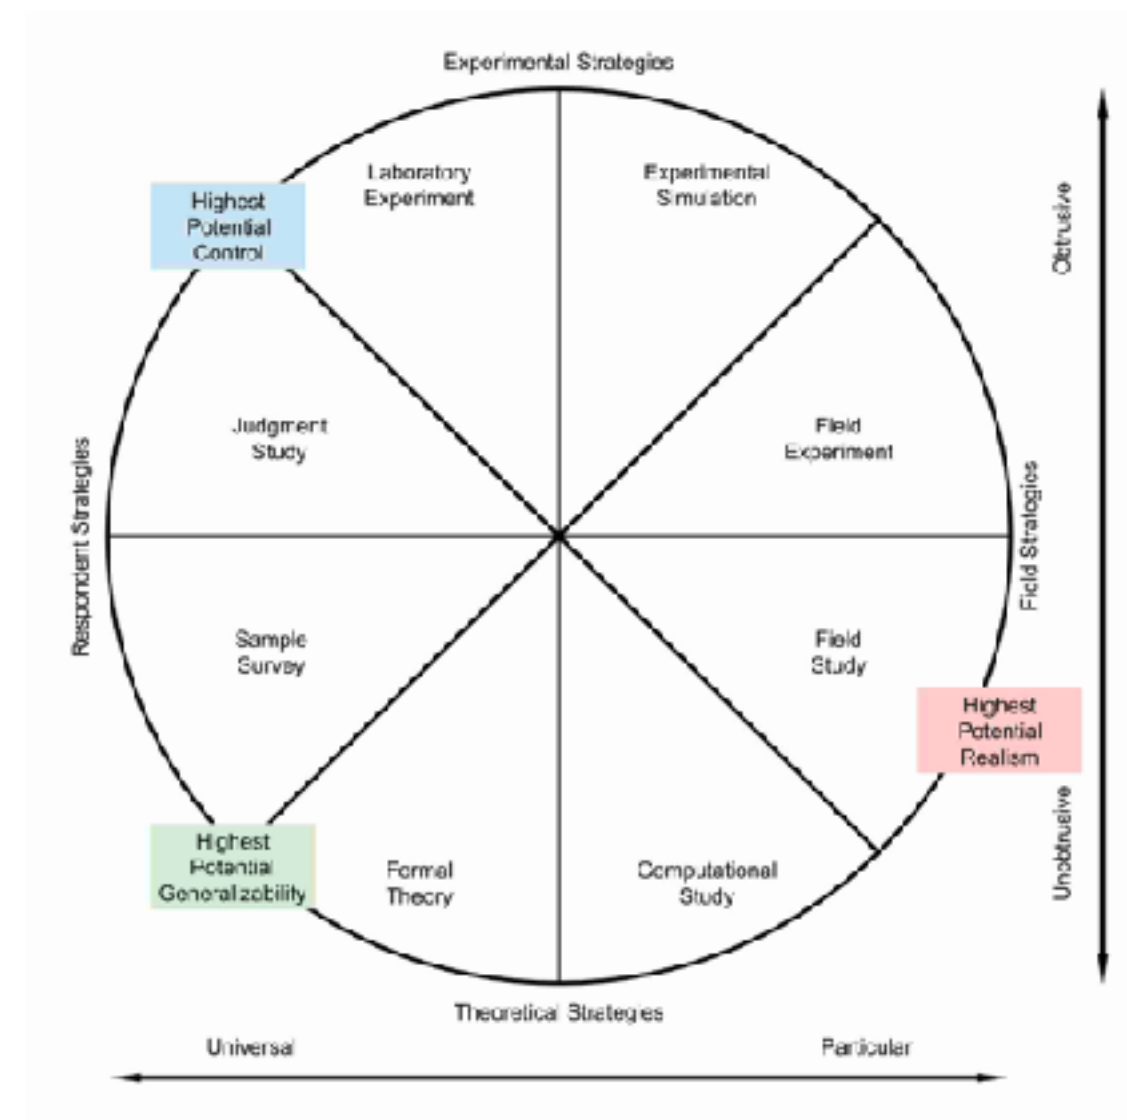 Experimental Strategies
Laboratory
Experiment
Experimental
Simulation
Highest
Potential
Control
Obtrusive
Judgment
Study
Field
Experiment
Respondent Strategies
Field Strategies
Sample
Survey
Field
Study
Highest
Potential
Realism
Unobtrusive
Highest
Potential
Generalizability
Formal
Theory
Computational
Study
Theoretical Strategies
Universal
Particular